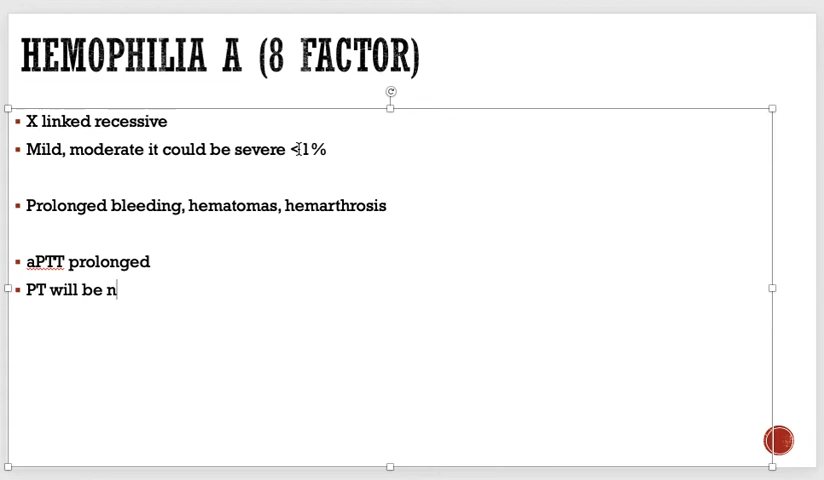 HEMOPHILIA A (8 FACTOR)
X linked recessive
Mild, moderate it could be severe <1%
Prolonged bleeding, hematomas, hemarthrosis
aPTT prolonged
PT will be n